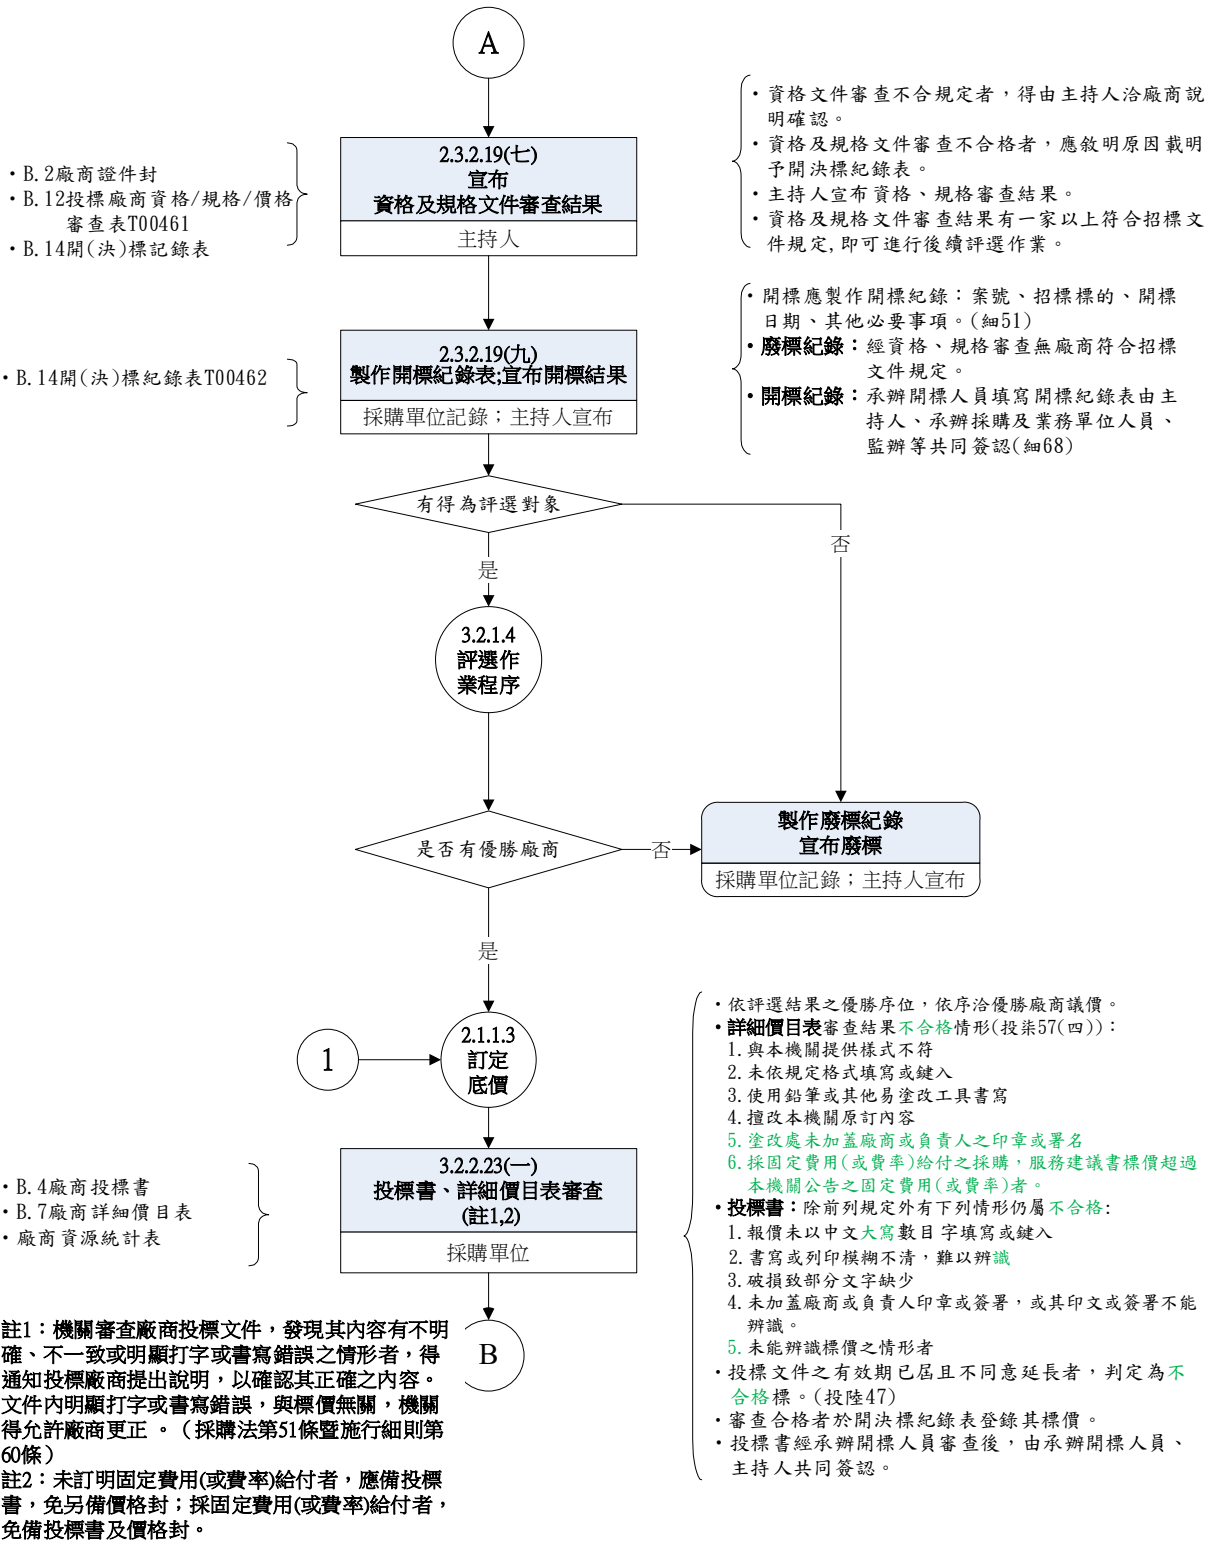 A
・B.2廠商證件封
・B.12投標廠商資格/規格/價格
審查表T00461
・B.14開(決)標記錄表
2.3.2.19(七)
宣布
資格及規格文件審查結果
主持人
・資格文件審查不合規定者，得由主持人洽廠商說
明確認。
・資格及規格文件審查不合格者，應敘明原因載明
予開決標紀錄表。
・主持人宣布資格、規格審查結果。
・資格及規格文件審查結果有一家以上符合招標文
件規定,即可進行後續評選作業。
・B.14開(決)標紀錄表T00462
2.3.2.19(九)
製作開標紀錄表;宣布開標結果
採購單位記錄；主持人宣布
・開標應製作開標紀錄：案號、招標標的、開標
日期、其他必要事項。(細51)
・廢標紀錄：經資格、規格審查無廠商符合招標
文件規定。
・開標紀錄：承辦開標人員填寫開標紀錄表由主
持人、承辦採購及業務單位人員、
監辦等共同簽認(細68)
有得為評選對象
否
是
3.2.1.4
評選作
業程序
是否有優勝廠商
否
製作廢標紀錄
宣布廢標
採購單位記錄；主持人宣布
是
1
2.1.1.3
訂定
底價
・B.4廠商投標書
・B.7廠商詳細價目表
・廠商資源統計表
3.2.2.23(一)
投標書、詳細價目表審查
(註1,2)
採購單位
・依評選結果之優勝序位，依序洽優勝廠商議價。
・詳細價目表審查結果不合格情形(投柒57(四))：
1.與本機關提供樣式不符
2.未依規定格式填寫或鍵入
3.使用鉛筆或其他易塗改工具書寫
4.擅改本機關原訂內容
5.塗改處未加蓋廠商或負責人之印章或署名
6.採固定費用(或費率)給付之採購，服務建議書標價超過
本機關公告之固定費用(或費率)者。
・投標書：除前列規定外有下列情形仍屬不合格:
1.報價未以中文大寫數目字填寫或鍵入
2.書寫或列印模糊不清，難以辨識
3.破損致部分文字缺少
4.未加蓋廠商或負責人印章或簽署，或其印文或簽署不能
辨識。
5.未能辨識標價之情形者
・投標文件之有效期已屆且不同意延長者，判定為不
合格標。(投陸47)
・審查合格者於開決標紀錄表登錄其標價。
・投標書經承辦開標人員審查後，由承辦開標人員、
主持人共同簽認。
B
註1：機關審查廠商投標文件，發現其內容有不明
確、不一致或明顯打字或書寫錯誤之情形者，得
通知投標廠商提出說明，以確認其正確之內容。
文件內明顯打字或書寫錯誤，與標價無關，機關
得允許廠商更正 。（採購法第51條暨施行細則第
60條）
註2：未訂明固定費用(或費率)給付者，應備投標
書，免另備價格封；採固定費用(或費率)給付者，
免備投標書及價格封。